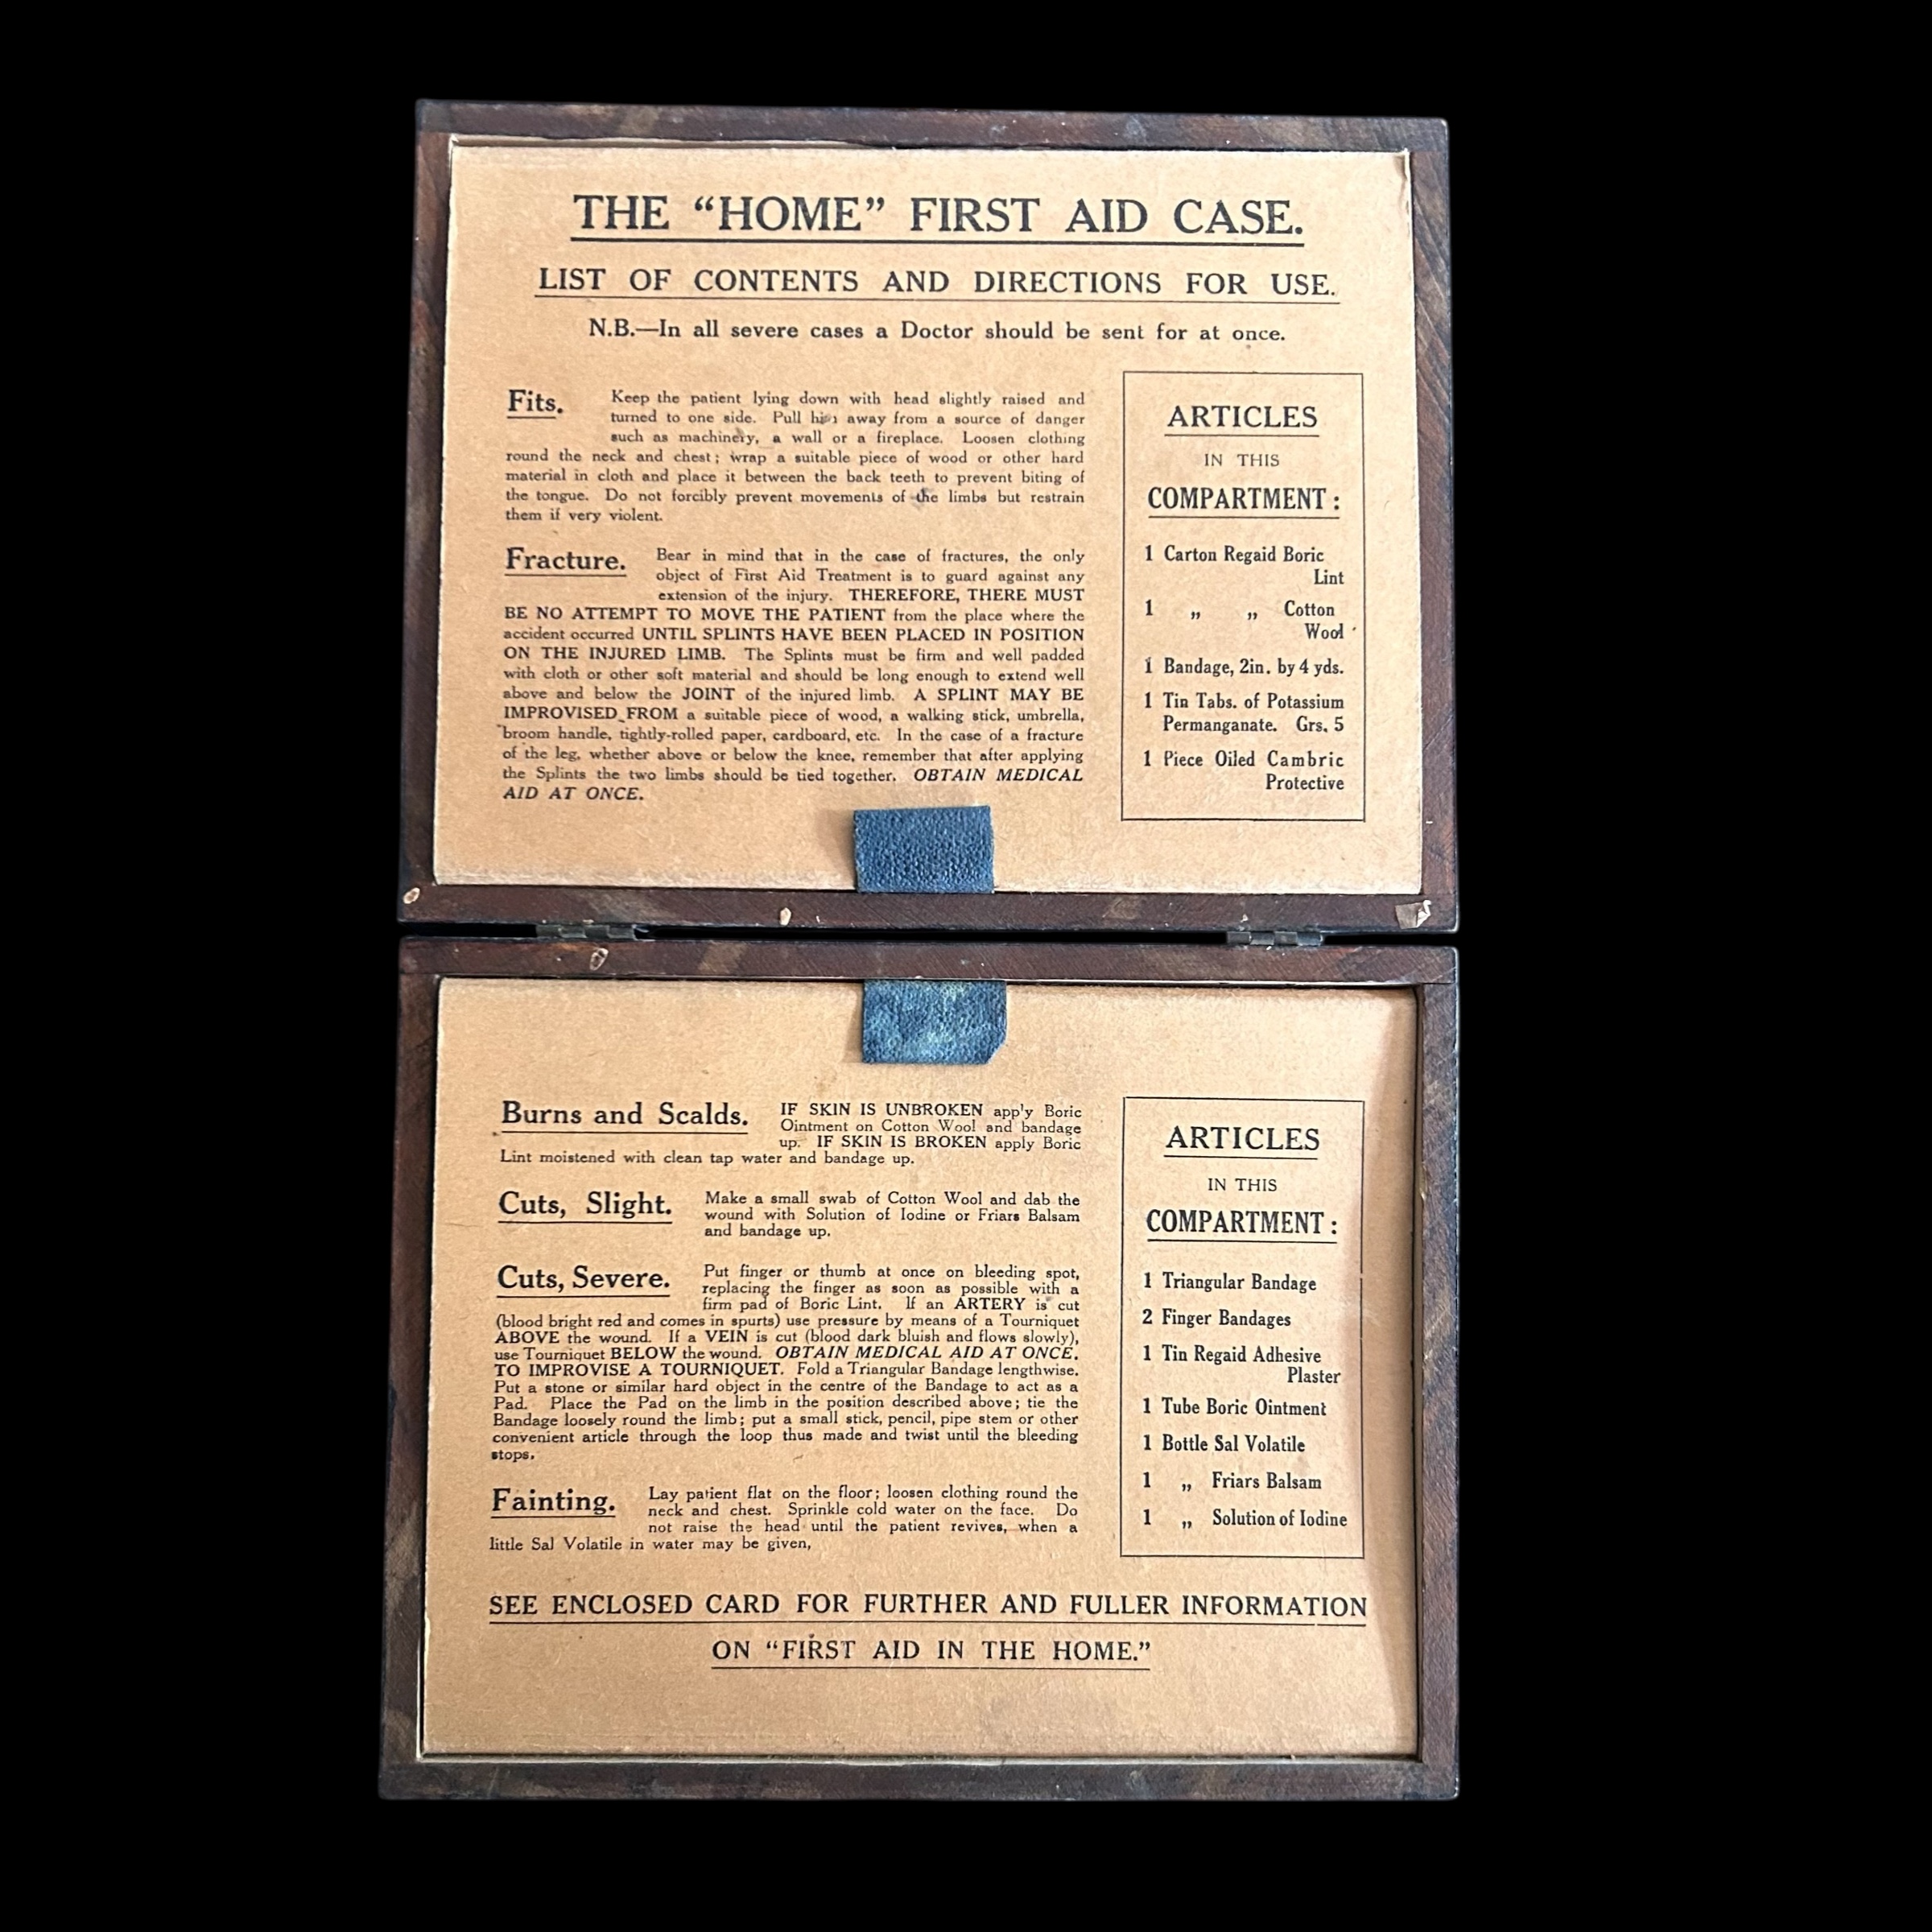 THE “HOME” FIRST AID CASE.
LIST OF CONTENTS AND DIRECTIONS FOR USE.
N.B.—In all severe cases a Doctor should be sent for at once.
Fits. Keep the patient lying down with head slightly raised and
turned to one side. Pull him away from a source of danger
such as machinery, a wall or a fireplace. Loosen clothing
round the neck and chest; wrap a suitable piece of wood or other hard
material in cloth and place it between the back teeth to prevent biting of
the tongue. Do not forcibly prevent movements of the limbs but restrain
them if very violent.
Fracture. Bear in mind that in the case of fractures, the only
object of First Aid Treatment is to guard against any
extension of the injury. THEREFORE, THERE MUST
BE NO ATTEMPT TO MOVE THE PATIENT from the place where the
accident occurred UNTIL SPLINTS HAVE BEEN PLACED IN POSITION
ON THE INJURED LIMB. The Splints must be firm and well padded
with cloth or other soft material and should be long enough to extend well
above and below the JOINT of the injured limb. A SPLINT MAY BE
IMPROVISED FROM a suitable piece of wood, a walking stick, umbrella,
broom handle, tightly-rolled paper, cardboard, etc. In the case of a fracture
of the leg, whether above or below the knee, remember that after applying
the Splints the two limbs should be tied together. OBTAIN MEDICAL
AID AT ONCE.
ARTICLES
IN THIS
COMPARTMENT:
1 Carton Regaid Boric
Lint
1 „ „ Cotton
Wool
1 Bandage, 2in. by 4 yds.
1 Tin Tabs. of Potassium
Permanganate. Grs. 5
1 Piece Oiled Cambric
Protective
Burns and Scalds. IF SKIN IS UNBROKEN app'y Boric
Ointment on Cotton Wool and bandage
up. IF SKIN IS BROKEN apply Boric
Lint moistened with clean tap water and bandage up.
Cuts, Slight. Make a small swab of Cotton Wool and dab the
wound with Solution of Iodine or Friars Balsam
and bandage up.
Cuts, Severe. Put finger or thumb at once on bleeding spot,
replacing the finger as soon as possible with a
firm pad of Boric Lint. If an ARTERY is cut
(blood bright red and comes in spurts) use pressure by means of a Tourniquet
ABOVE the wound. If a VEIN is cut (blood dark bluish and flows slowly),
use Tourniquet BELOW the wound. OBTAIN MEDICAL AID AT ONCE.
TO IMPROVISE A TOURNIQUET. Fold a Triangular Bandage lengthwise.
Put a stone or similar hard object in the centre of the Bandage to act as a
Pad. Place the Pad on the limb in the position described above; tie the
Bandage loosely round the limb; put a small stick, pencil, pipe stem or other
convenient article through the loop thus made and twist until the bleeding
stops.
Fainting. Lay patient flat on the floor; loosen clothing round the
neck and chest. Sprinkle cold water on the face. Do
not raise the head until the patient revives, when a
little Sal Volatile in water may be given,
ARTICLES
IN THIS
COMPARTMENT:
1 Triangular Bandage
2 Finger Bandages
1 Tin Regaid Adhesive
Plaster
1 Tube Boric Ointment
1 Bottle Sal Volatile
1 „ Friars Balsam
1 „ Solution of Iodine
SEE ENCLOSED CARD FOR FURTHER AND FULLER INFORMATION
ON “FIRST AID IN THE HOME.”